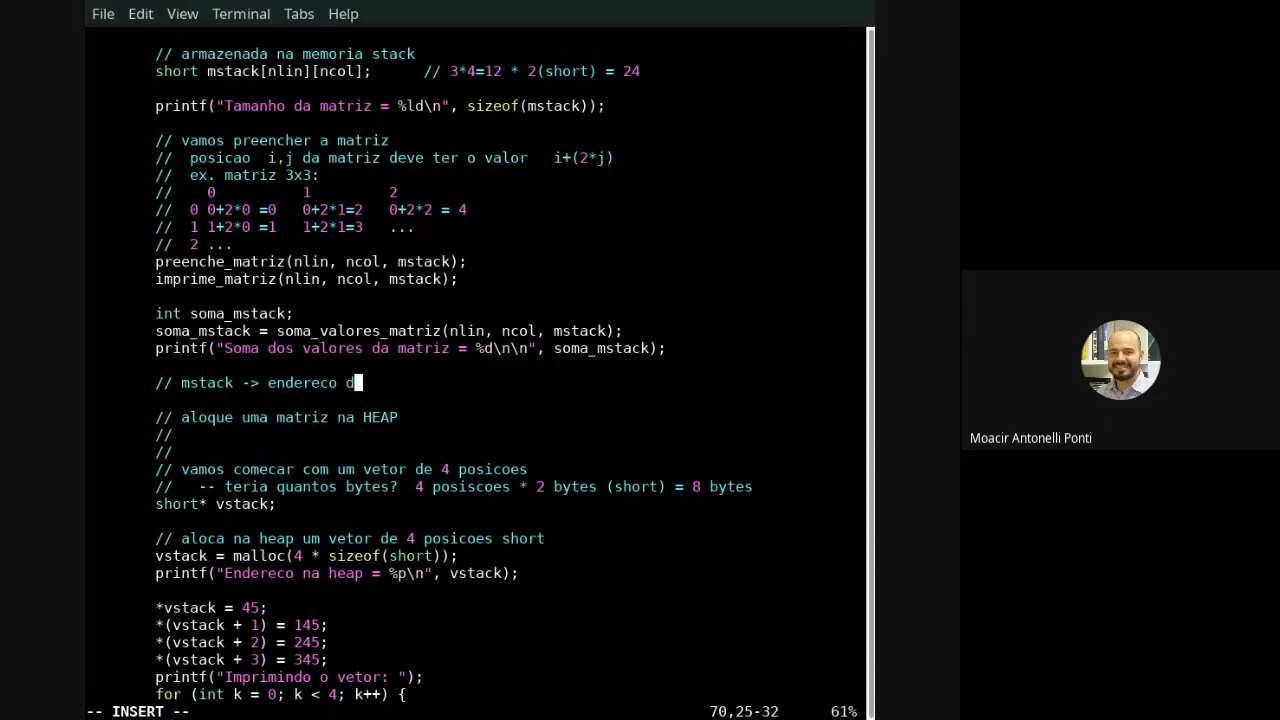 File Edit View Terminal Tabs Help
// armazenada na memoria stack
short mstack[nlin][ncol];      // 3*4=12 * 2(short) = 24
printf("Tamanho da matriz = %ld\n", sizeof(mstack));
// vamos preencher a matriz
//  posicao  i,j da matriz deve ter o valor   i+(2*j)
//  ex. matriz 3x3:
//    0          1         2
//  0 0+2*0 =0   0+2*1=2   0+2*2 = 4
//  1 1+2*0 =1   1+2*1=3   ...
//  2 ...
preenche_matriz(nlin, ncol, mstack);
imprime_matriz(nlin, ncol, mstack);
int soma_mstack;
soma_mstack = soma_valores_matriz(nlin, ncol, mstack);
printf("Soma dos valores da matriz = %d\n\n", soma_mstack);
// mstack -> endereco d
// aloque uma matriz na HEAP
//
//
// vamos comecar com um vetor de 4 posicoes
//   -- teria quantos bytes?  4 posiscoes * 2 bytes (short) = 8 bytes
short* vstack;
// aloca na heap um vetor de 4 posicoes short
vstack = malloc(4 * sizeof(short));
printf("Endereco na heap = %p\n", vstack);
*vstack = 45;
*(vstack + 1) = 145;
*(vstack + 2) = 245;
*(vstack + 3) = 345;
printf("Imprimindo o vetor: ");
for (int k = 0; k < 4; k++) {
-- INSERT --    70,25-32    61%
Moacir Antonelli Ponti